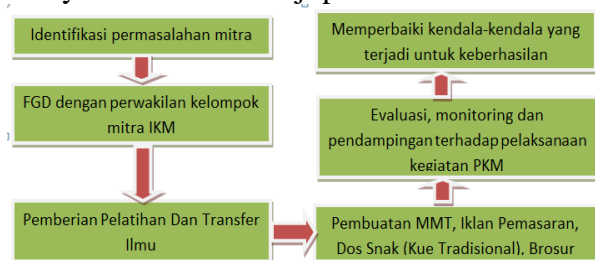 Identifikasi permasalahan mitra
FGD dengan perwakilan kelompok
mitra IKM
Pemberian Pelatihan Dan Transfer
Ilmu
Pembuatan MMT, Iklan Pemasaran,
Dos Snak (Kue Tradisional), Brosur
Evaluasi, monitoring dan
pendampingan terhadap pelaksanaan
kegiatan PKM
Memperbaiki kendala-kendala yang
terjadi untuk keberhasilan